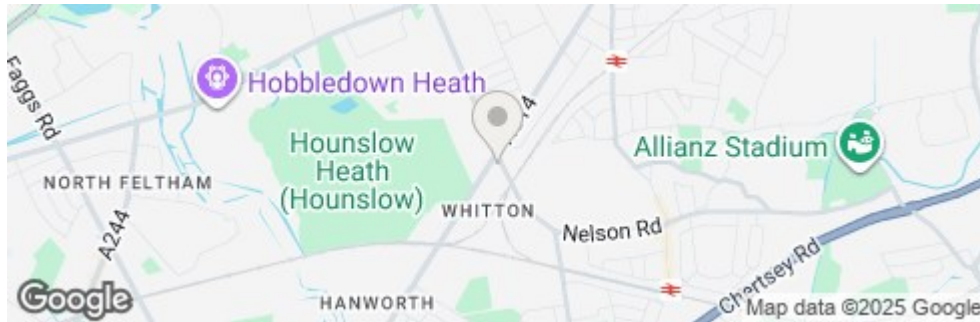 Faggs Rd
Hobbledown Heath
Hounslow
Heath
(Hounslow)
Allianz Stadium
NORTH FELTHAM
A244
WHITTON
Nelson Rd
Chertsey Rd
HANWORTH
Google
Map data ©2025 Google